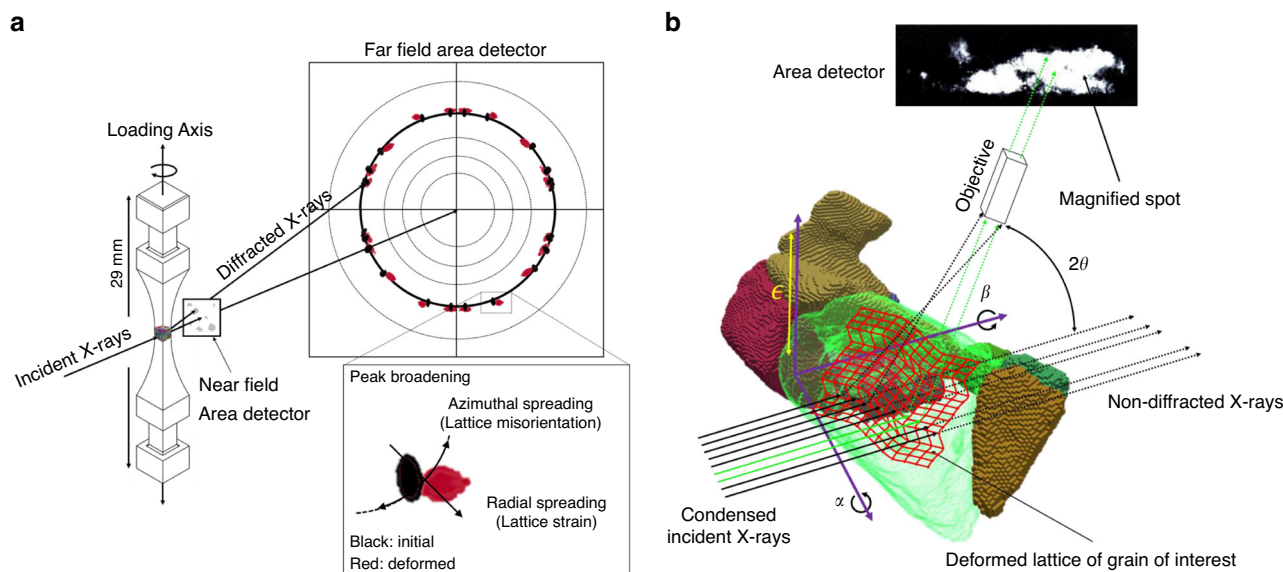 a
Far field area detector
Loading Axis
29 mm
Diffracted X-rays
Incident X-rays
Near field
Area detector
Peak broadening
Azimuthal spreading
(Lattice misorientation)
Radial spreading
(Lattice strain)
Black: initial
Red: deformed
b
Area detector
Objective
Magnified spot
2θ
ϵ
β
Non-diffracted X-rays
α
Condensed
incident X-rays
Deformed lattice of grain of interest